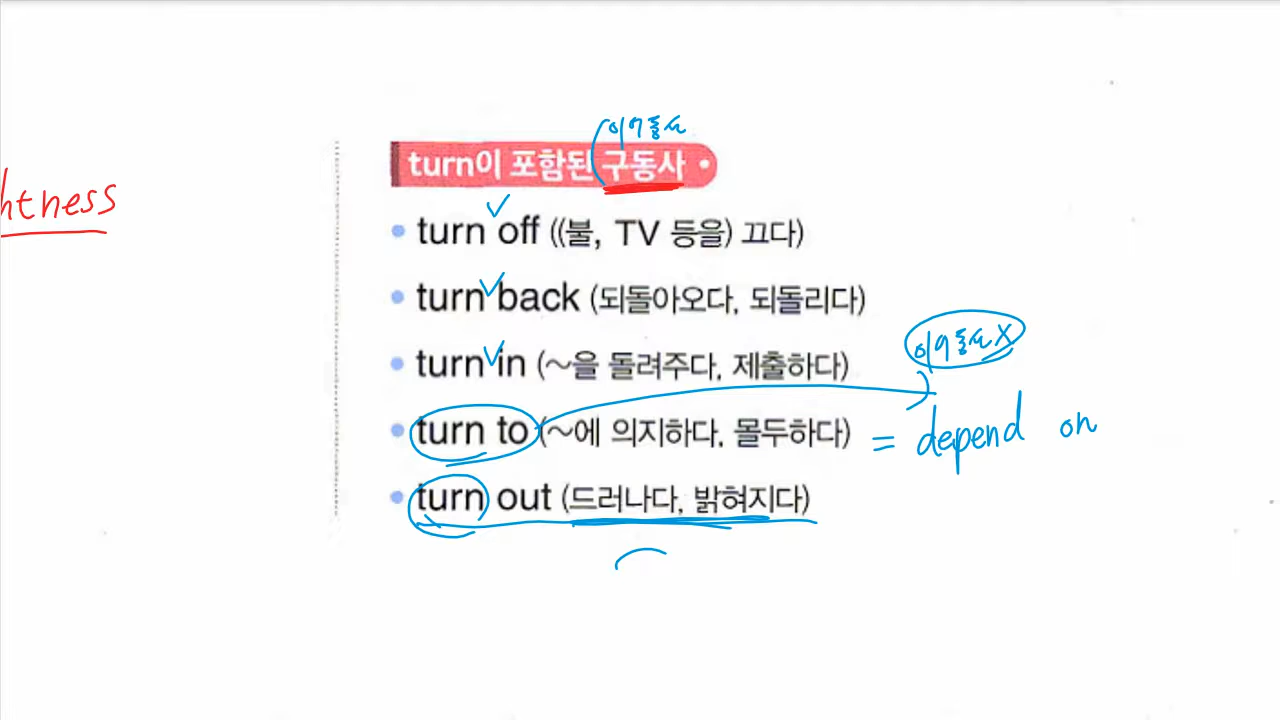 이어동사
turn이 포함된 구동사
htness
turn off ((불, TV 등을) 끄다)
turn back (되돌아오다, 되돌리다)
이어동사 X
turn in (~을 돌려주다, 제출하다)
turn to (~에 의지하다, 몰두하다) = depend on
turn out (드러나다, 밝혀지다)